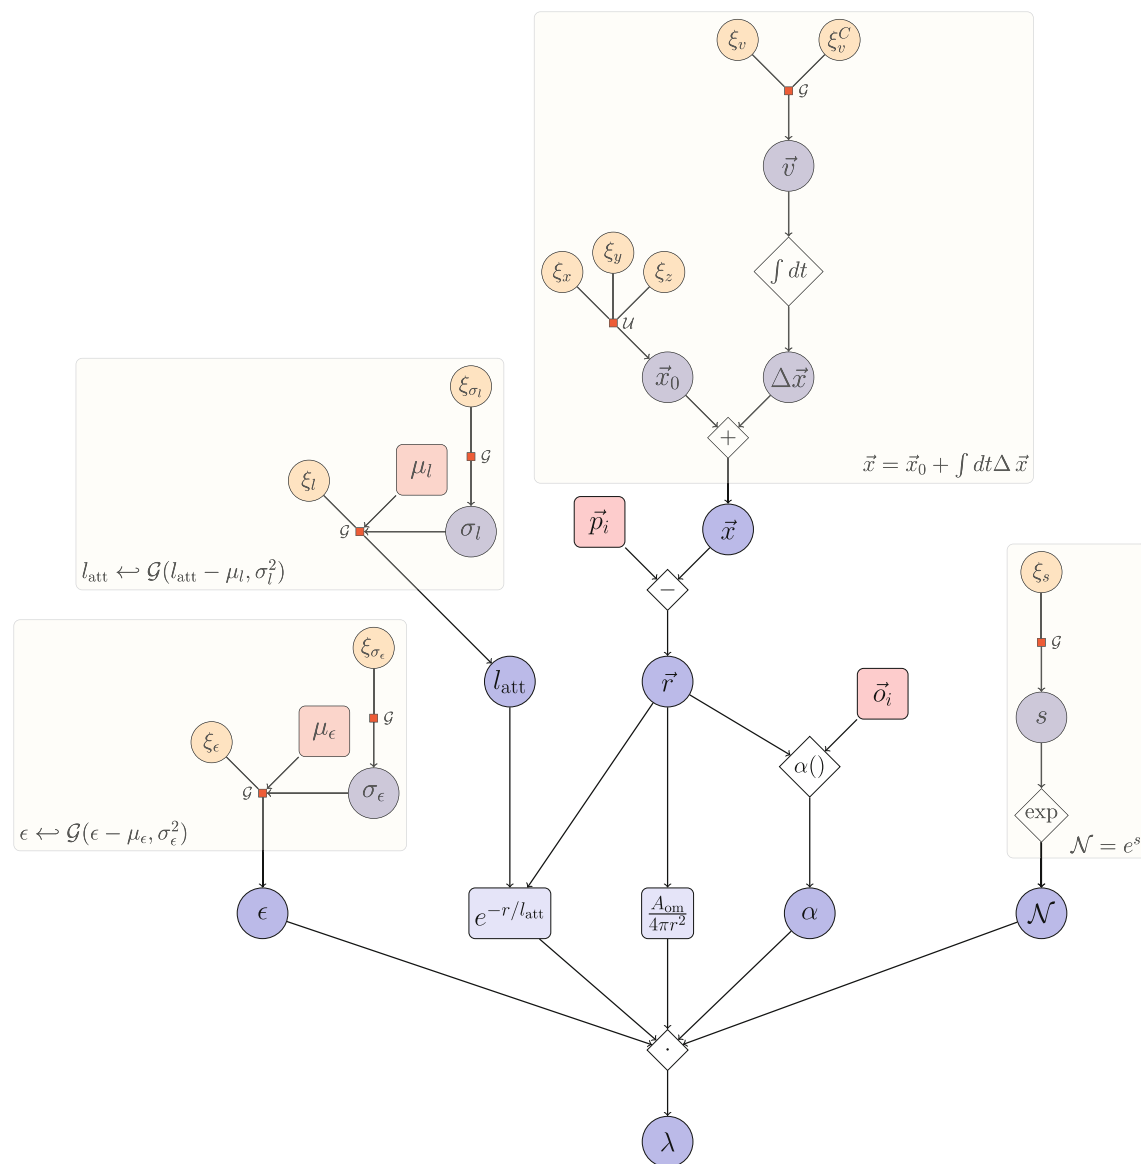 ξ_v ξ_v^C
𝒢
v⃗
∫ dt
ξ_x ξ_y ξ_z
𝒰
x⃗_0 Δx⃗
+
x⃗ = x⃗_0 + ∫ dtΔ x⃗
ξ_{σ_l}
𝒢
μ_l
ξ_l
𝒢
σ_l
l_att ↩ 𝒢(l_att − μ_l, σ_l^2)
p⃗_i x⃗
−
ξ_s
𝒢
s
exp
𝒩 = e^s
ξ_{σ_ϵ}
𝒢
μ_ϵ
ξ_ϵ
𝒢
σ_ϵ
ϵ ↩ 𝒢(ϵ − μ_ϵ, σ_ϵ^2)
l_att r⃗ o⃗_i
α()
ϵ e^{−r/l_att} A_om/4πr^2 α 𝒩
·
λ